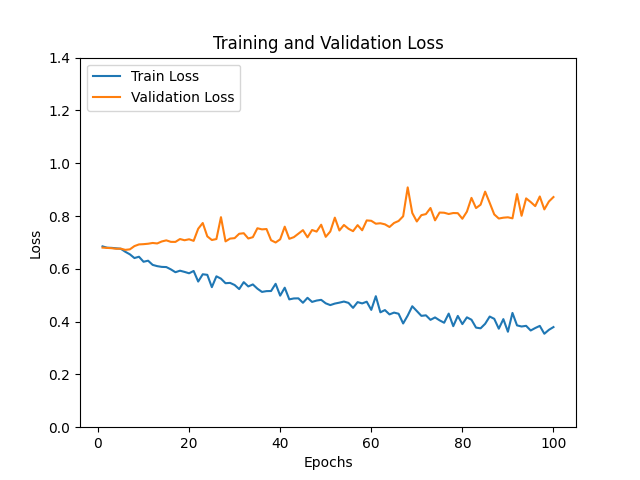 Training and Validation Loss
Train Loss
Validation Loss
1.4
1.2
1.0
0.8
0.6
0.4
0.2
0.0
Loss
0 20 40 60 80 100
Epochs